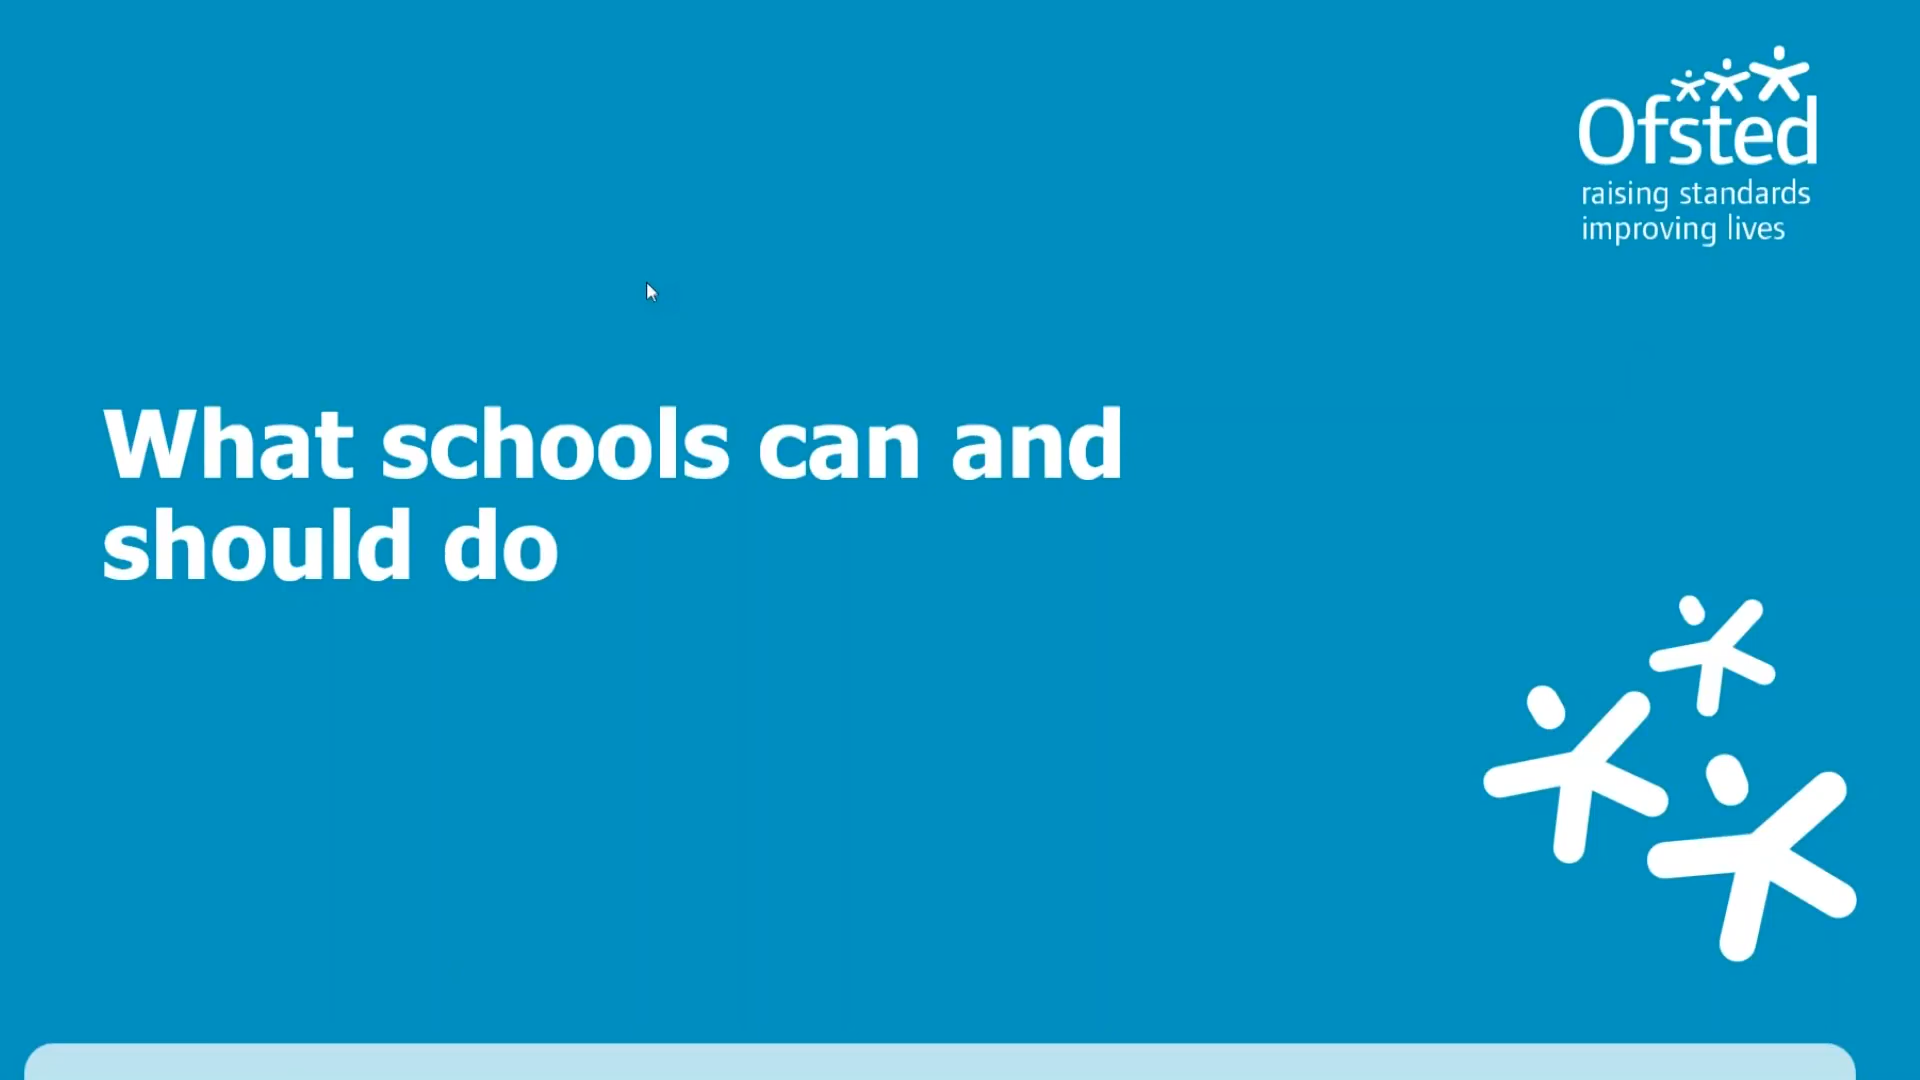 Ofsted
raising standards
improving lives
What schools can and
should do